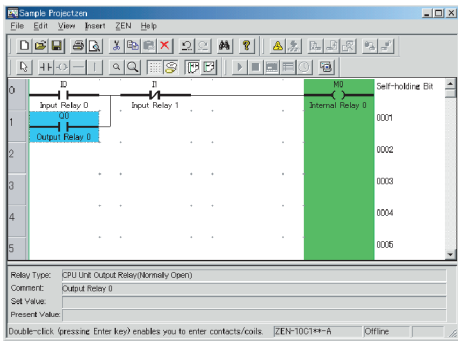 Sample Projectzen
File Edit View Insert ZEN Help
0 I0 I1 M0 Self-holding Bit
Input Relay 0 Input Relay 1 Internal Relay 0
1 Q0 0001
Output Relay 0
2 0002
3 0003
4 0004
5 0005
Relay Type: CPU Unit Output Relay(Normally Open)
Comment: Output Relay 0
Set Value:
Present Value:
Double-click (pressing Enter key) enables you to enter contacts/coils. ZEN-10C1**-A Offline